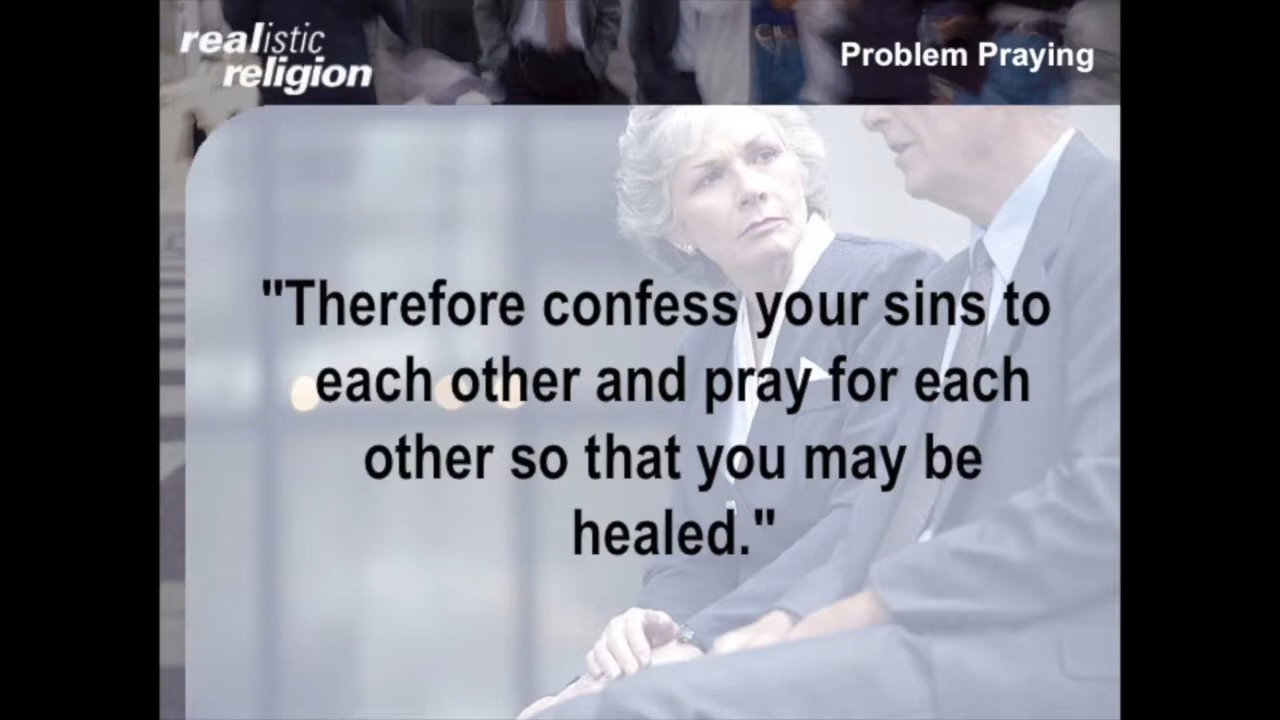 realistic
religion
Problem Praying
"Therefore confess your sins to
each other and pray for each
other so that you may be
healed."